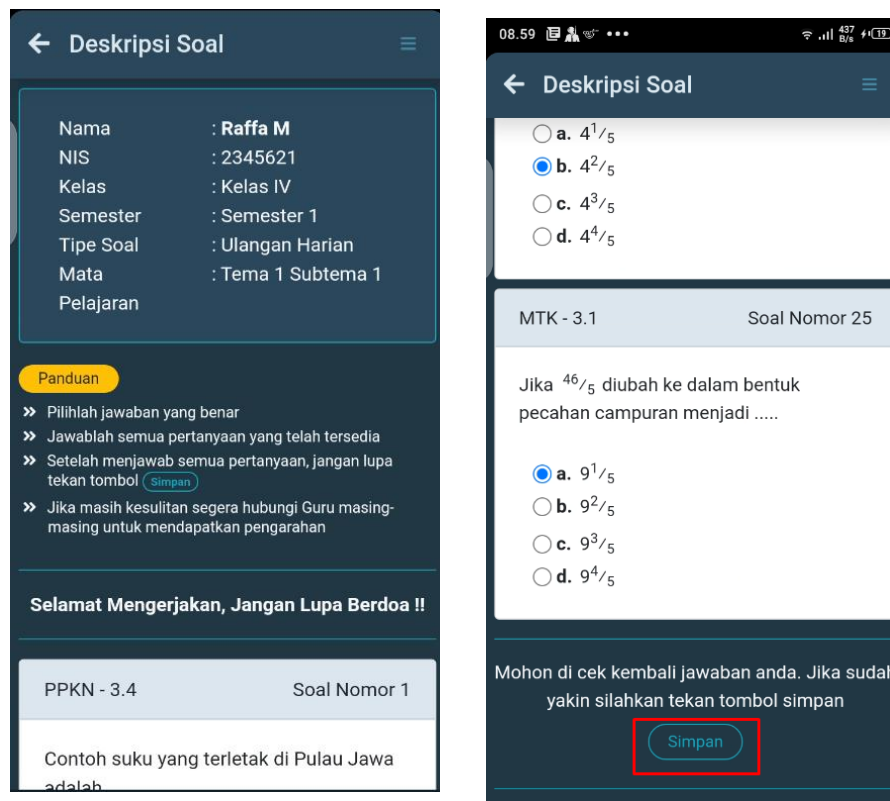 Deskripsi Soal
Nama : Raffa M
NIS : 2345621
Kelas : Kelas IV
Semester : Semester 1
Tipe Soal : Ulangan Harian
Mata : Tema 1 Subtema 1
Pelajaran
Panduan
Pilihlah jawaban yang benar
Jawablah semua pertanyaan yang telah tersedia
Setelah menjawab semua pertanyaan, jangan lupa
tekan tombol Simpan
Jika masih kesulitan segera hubungi Guru masing-
masing untuk mendapatkan pengarahan
Selamat Mengerjakan, Jangan Lupa Berdoa !!
PPKN - 3.4 Soal Nomor 1
Contoh suku yang terletak di Pulau Jawa
adalah
08.59 437 B/s 19
Deskripsi Soal
a. 4 1/5
b. 4 2/5
c. 4 3/5
d. 4 4/5
MTK - 3.1 Soal Nomor 25
Jika 46/5 diubah ke dalam bentuk
pecahan campuran menjadi .....
a. 9 1/5
b. 9 2/5
c. 9 3/5
d. 9 4/5
Mohon di cek kembali jawaban anda. Jika sudah
yakin silahkan tekan tombol simpan
Simpan